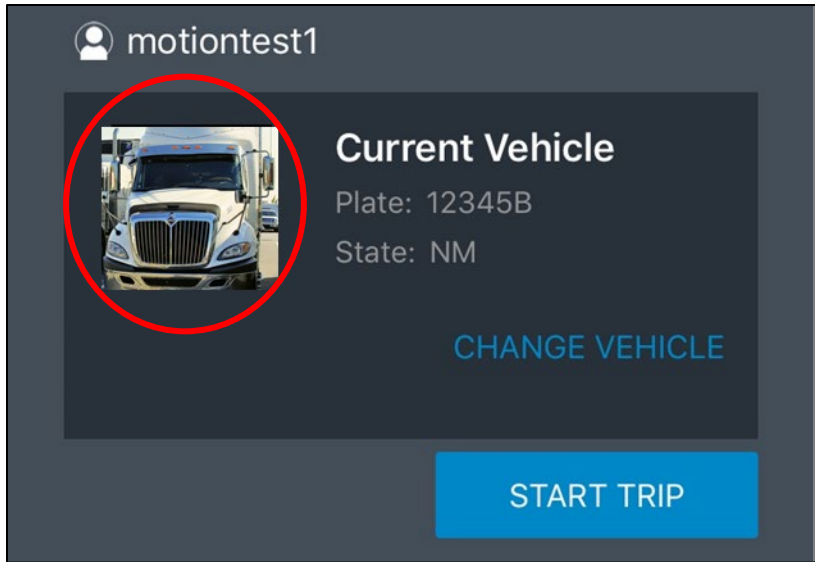 motiontest1
Current Vehicle
Plate: 12345B
State: NM
CHANGE VEHICLE
START TRIP